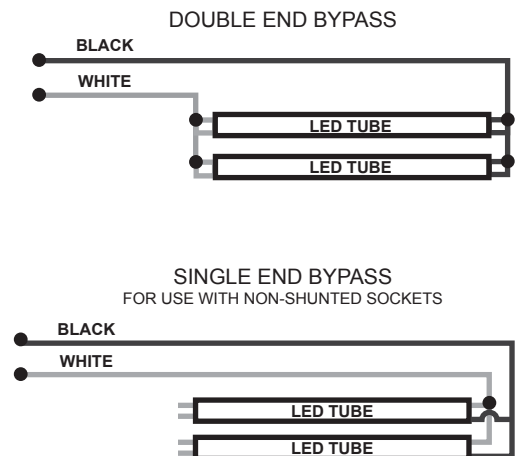 DOUBLE END BYPASS
BLACK
WHITE
LED TUBE
LED TUBE
SINGLE END BYPASS
FOR USE WITH NON-SHUNTED SOCKETS
BLACK
WHITE
LED TUBE
LED TUBE